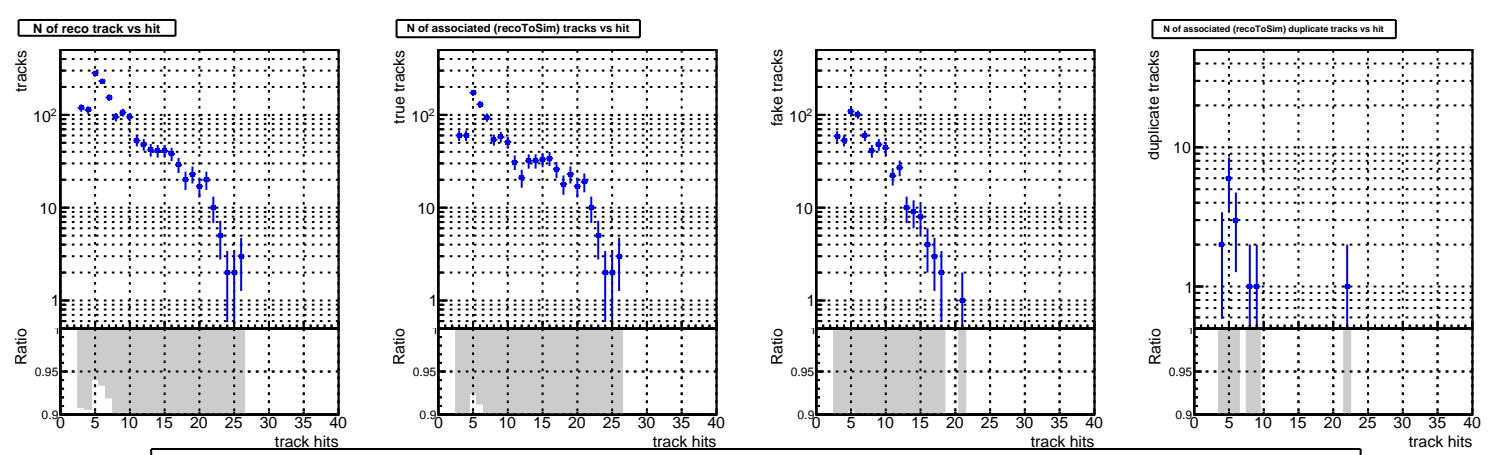 N of reco track vs hit
tracks
10²
10
1
Ratio
1
0.95
0.9
0 5 10 15 20 25 30 35 40
track hits
N of associated (recoToSim) tracks vs hit
true tracks
10²
10
1
Ratio
1
0.95
0.9
0 5 10 15 20 25 30 35 40
track hits
fake tracks
10²
10
1
Ratio
1
0.95
0.9
0 5 10 15 20 25 30 35 40
track hits
N of associated (recoToSim) duplicate tracks vs hit
duplicate tracks
10
1
Ratio
1
0.95
0.9
0 5 10 15 20 25 30 35 40
track hits